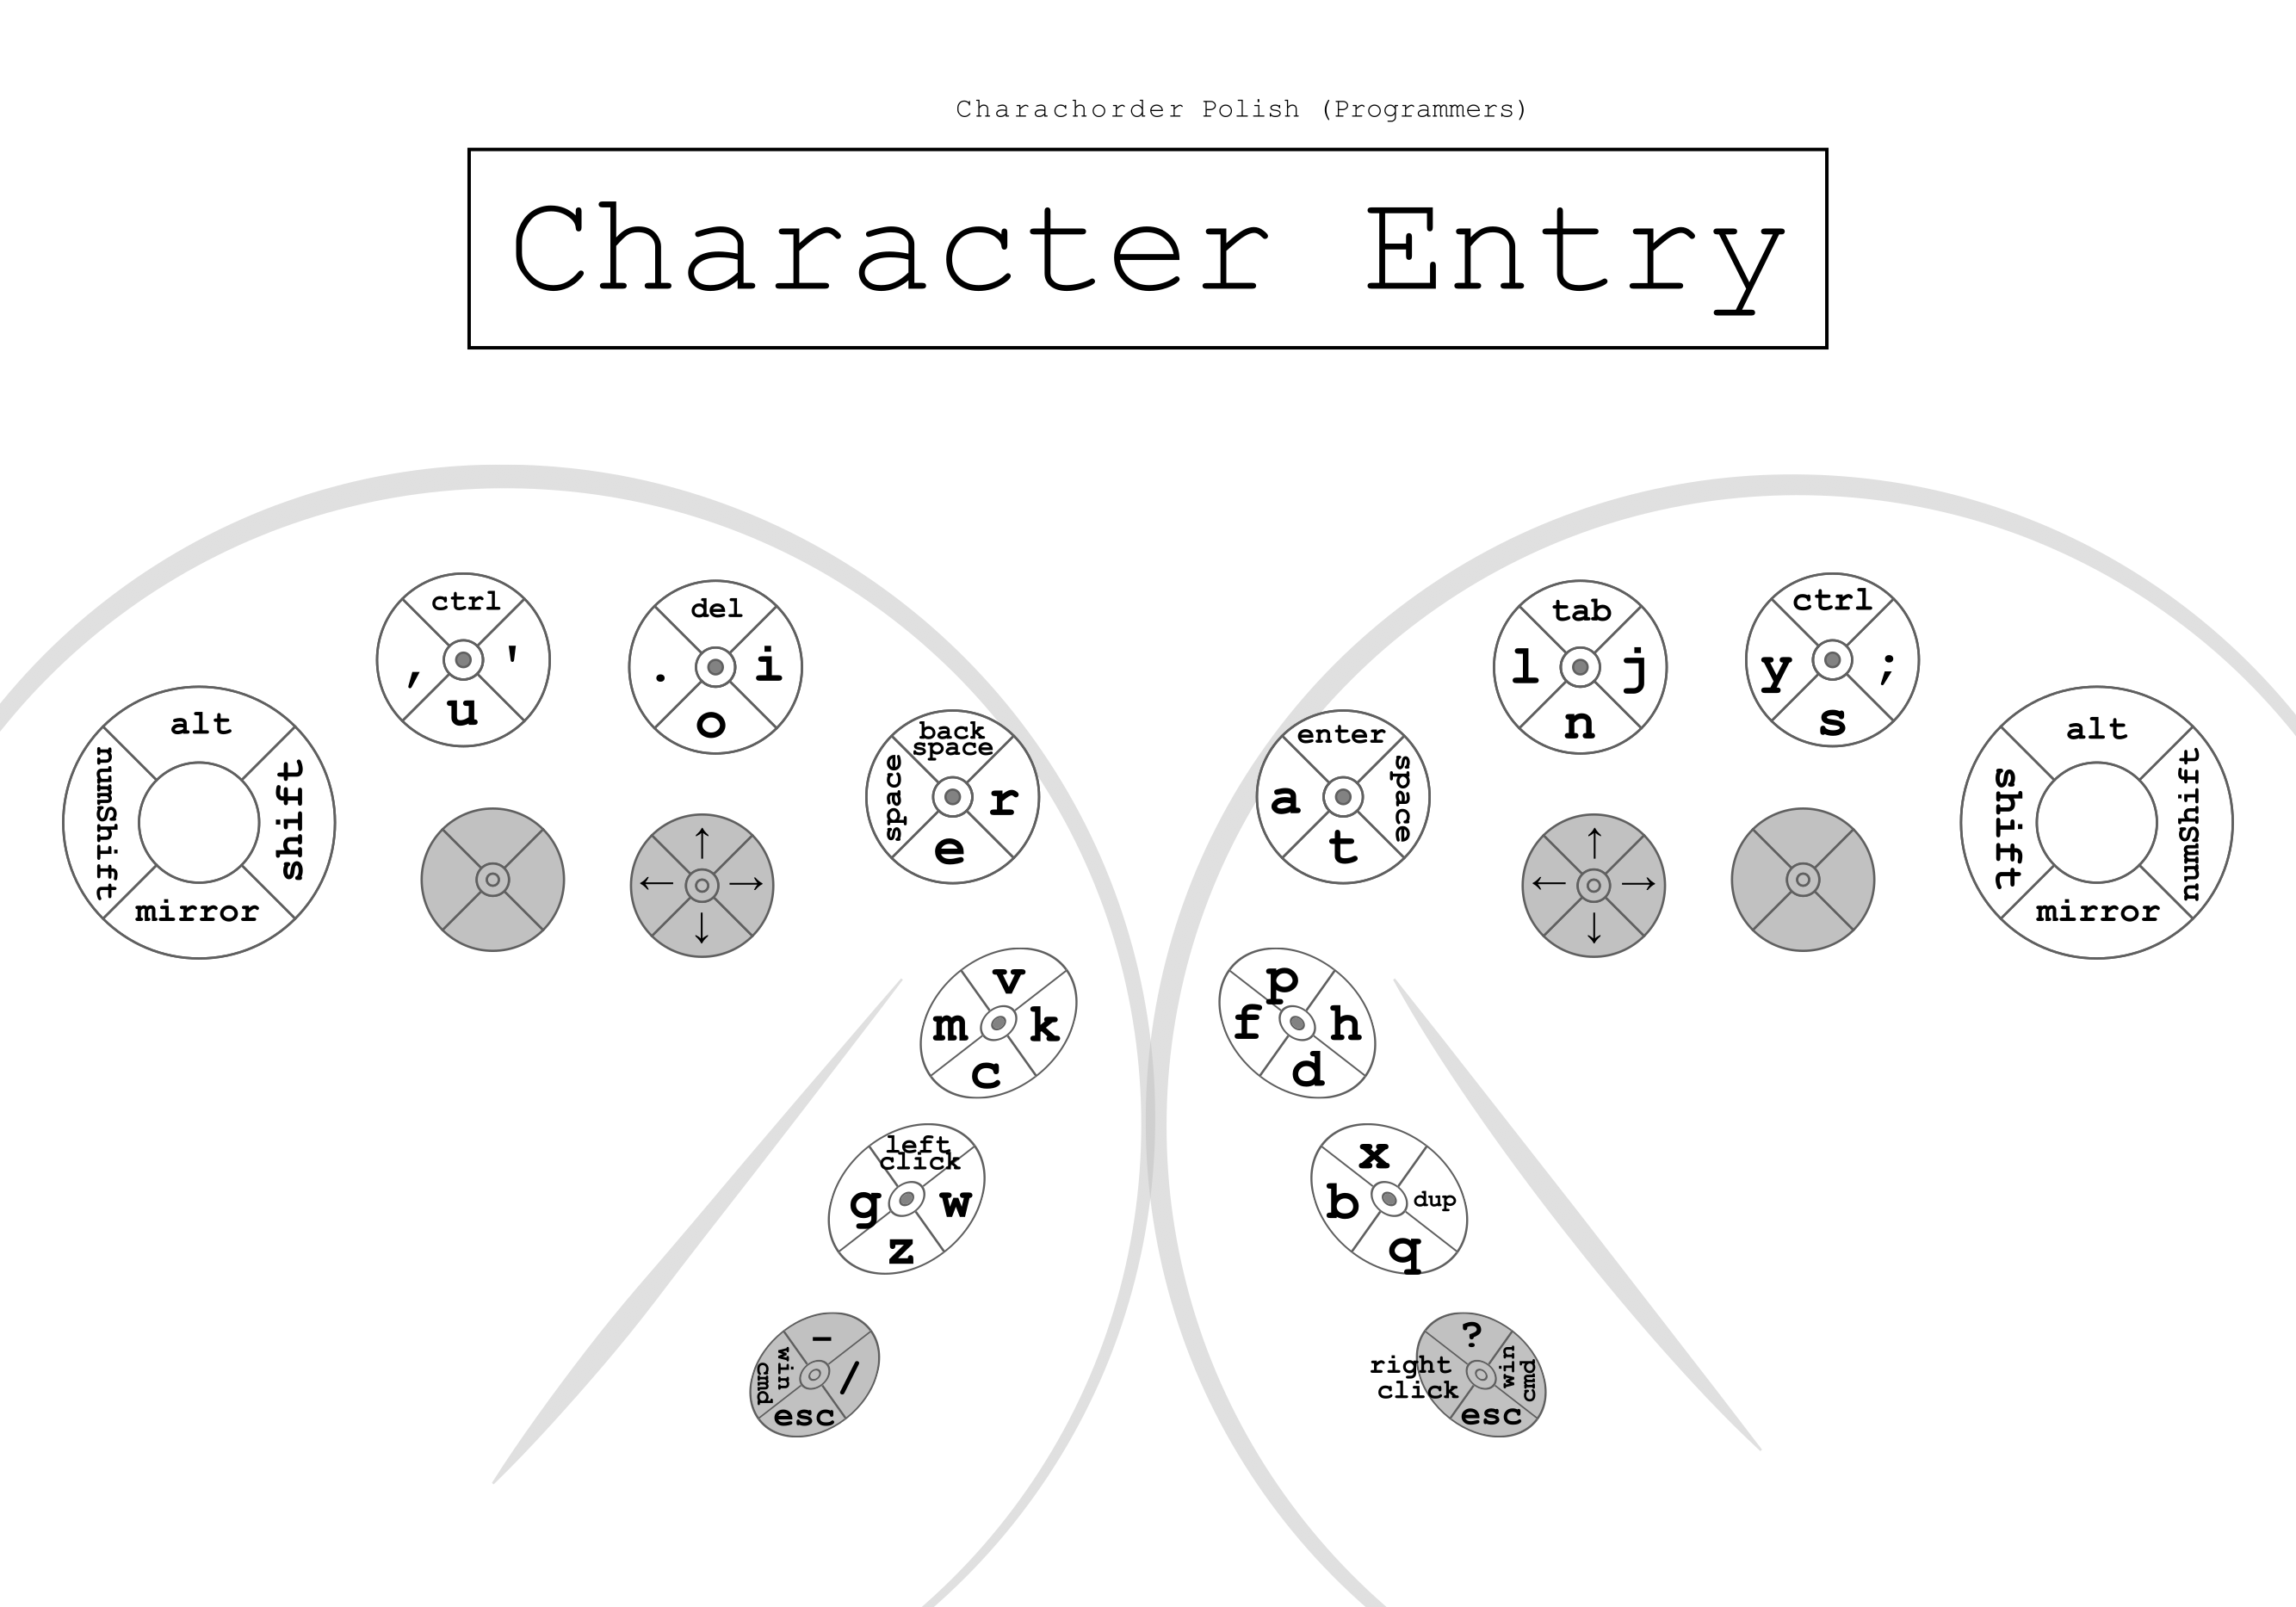 Charachorder Polish (Programmers)
Character Entry
alt
numShift
shift
mirror
ctrl
,
'
u
del
.
i
o
back
space
space
r
e
↑
←
→
↓
v
m
k
c
left
click
g
w
z
-
win
cmd
/
esc
enter
a
space
t
tab
l
j
n
ctrl
y
;
s
alt
shift
numShift
mirror
↑
←
→
↓
p
f
h
d
x
b
dup
q
?
right
click
win
cmd
esc